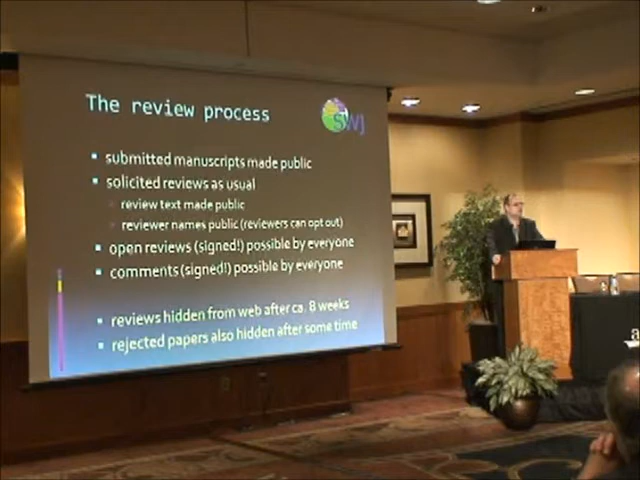 The review process
SWJ
submitted manuscripts made public
solicited reviews as usual
review text made public
reviewer names public (reviewers can opt out)
open reviews (signed!) possible by everyone
comments (signed!) possible by everyone
reviews hidden from web after ca. 8 weeks
rejected papers also hidden after some time
a